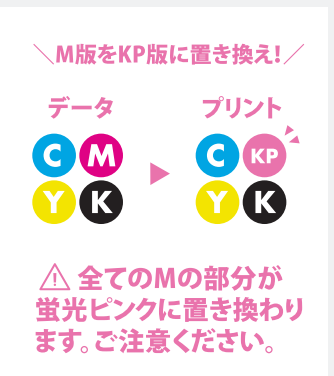 ＼M版をKP版に置き換え!／
データ プリント
C M C KP
Y K Y K
⚠ 全てのMの部分が
蛍光ピンクに置き換わり
ます。ご注意ください。